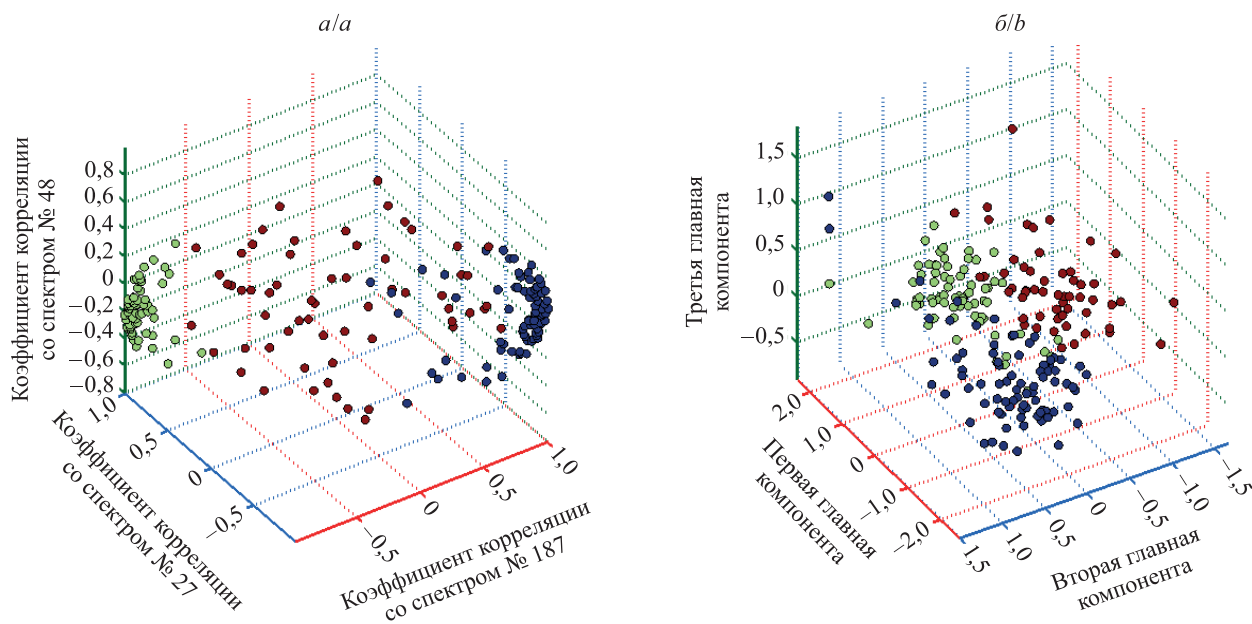 а/a
Коэффициент корреляции
со спектром № 48
0,8
0,6
0,4
0,2
0
−0,2
−0,4
−0,6
−0,8
1,0
0,5
0
−0,5
Коэффициент корреляции
со спектром № 27
−0,5
0
0,5
1,0
Коэффициент корреляции
со спектром № 187
б/b
Третья главная
компонента
1,5
1,0
0,5
0
−0,5
2,0
1,0
0
−1,0
−2,0
Первая главная
компонента
1,5
1,0
0,5
0
−0,5
−1,0
−1,5
Вторая главная
компонента